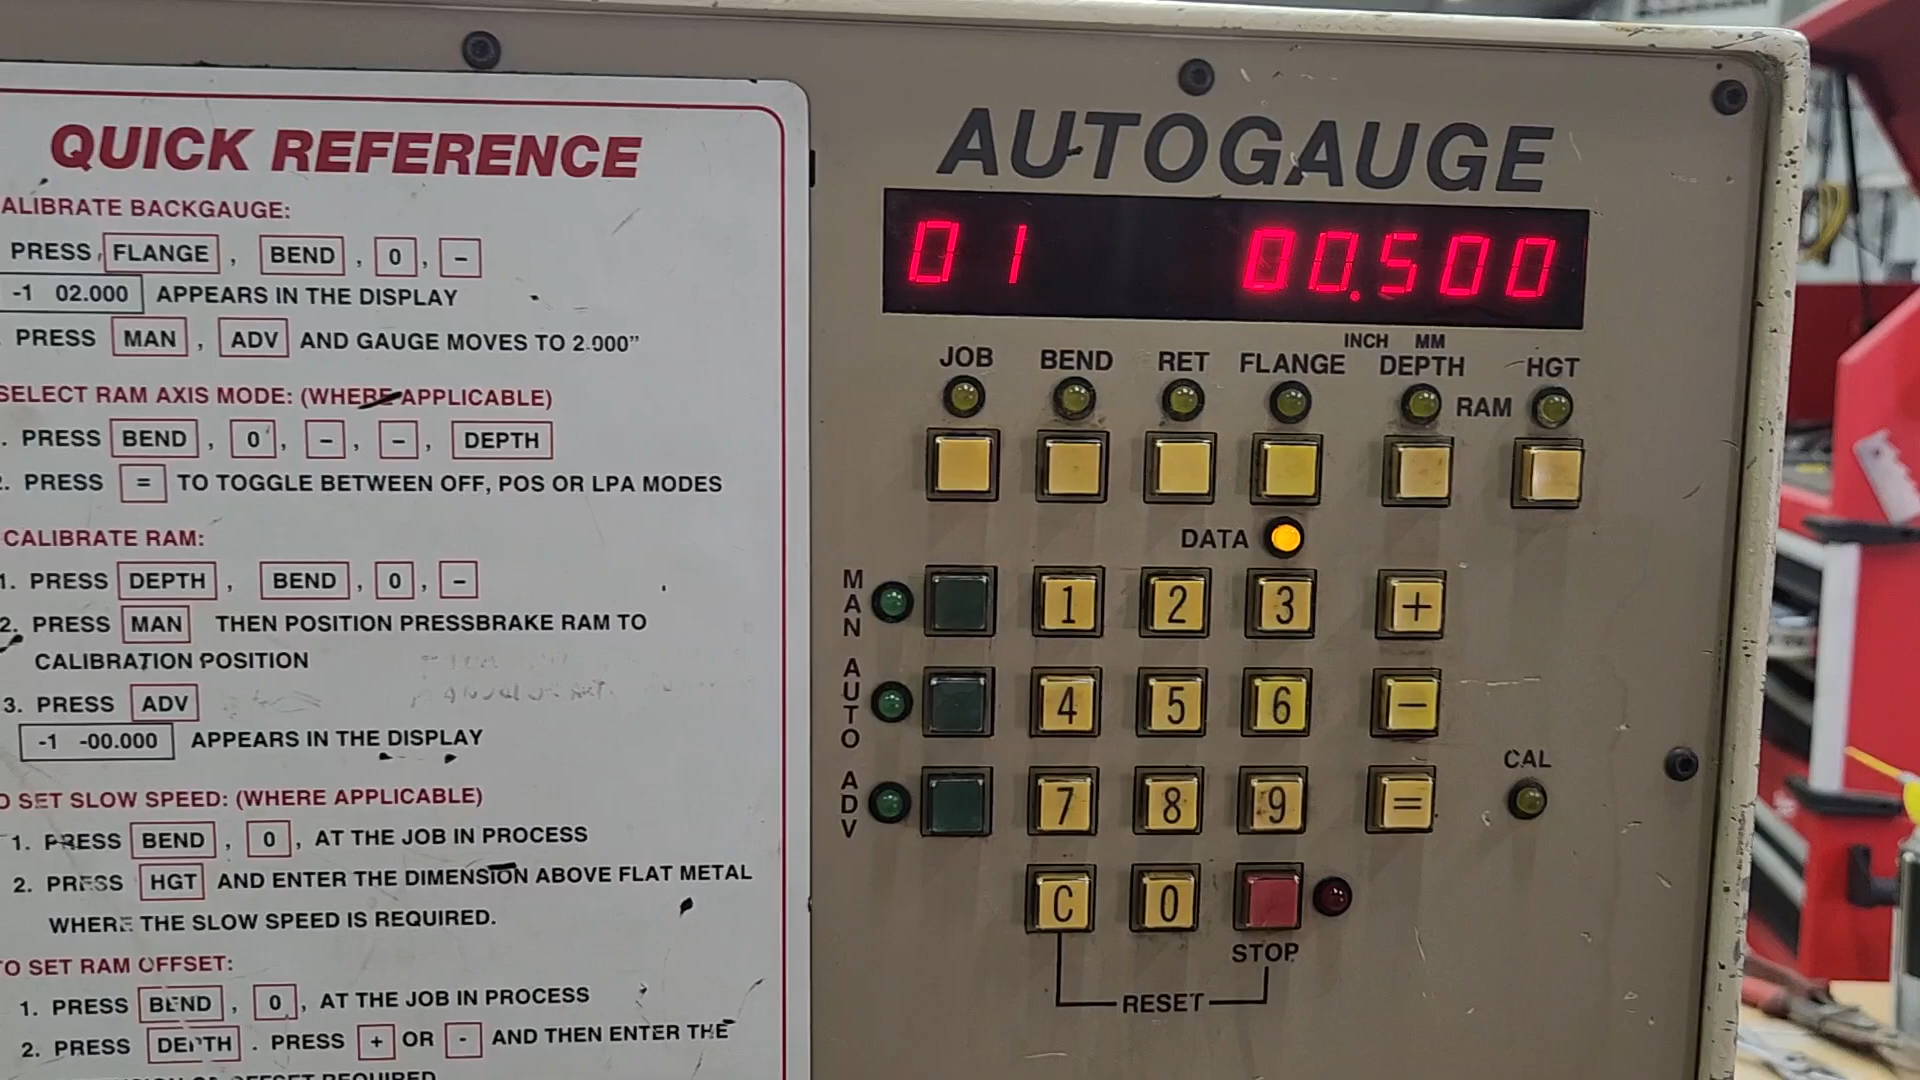 QUICK REFERENCE
ALIBRATE BACKGAUGE:
PRESS FLANGE , BEND , 0 , -
-1 02.000 APPEARS IN THE DISPLAY
PRESS MAN , ADV AND GAUGE MOVES TO 2.000"
SELECT RAM AXIS MODE: (WHERE APPLICABLE)
. PRESS BEND , 0 , - , - , DEPTH
2. PRESS = TO TOGGLE BETWEEN OFF, POS OR LPA MODES
CALIBRATE RAM:
1. PRESS DEPTH , BEND , 0 , -
2. PRESS MAN THEN POSITION PRESSBRAKE RAM TO
CALIBRATION POSITION
3. PRESS ADV
-1 -00.000 APPEARS IN THE DISPLAY
O SET SLOW SPEED: (WHERE APPLICABLE)
1. PRESS BEND , 0 , AT THE JOB IN PROCESS
2. PRESS HGT AND ENTER THE DIMENSION ABOVE FLAT METAL
WHERE THE SLOW SPEED IS REQUIRED.
O SET RAM OFFSET:
1. PRESS BEND , 0 , AT THE JOB IN PROCESS
2. PRESS DEPTH . PRESS + OR - AND THEN ENTER THE
OFFSET REQUIRED
AUTOGAUGE
01 00.500
INCH MM
JOB BEND RET FLANGE DEPTH HGT
RAM
DATA
MAN 1 2 3 +
AUTO 4 5 6 -
CAL
ADV 7 8 9 =
C 0
STOP
RESET